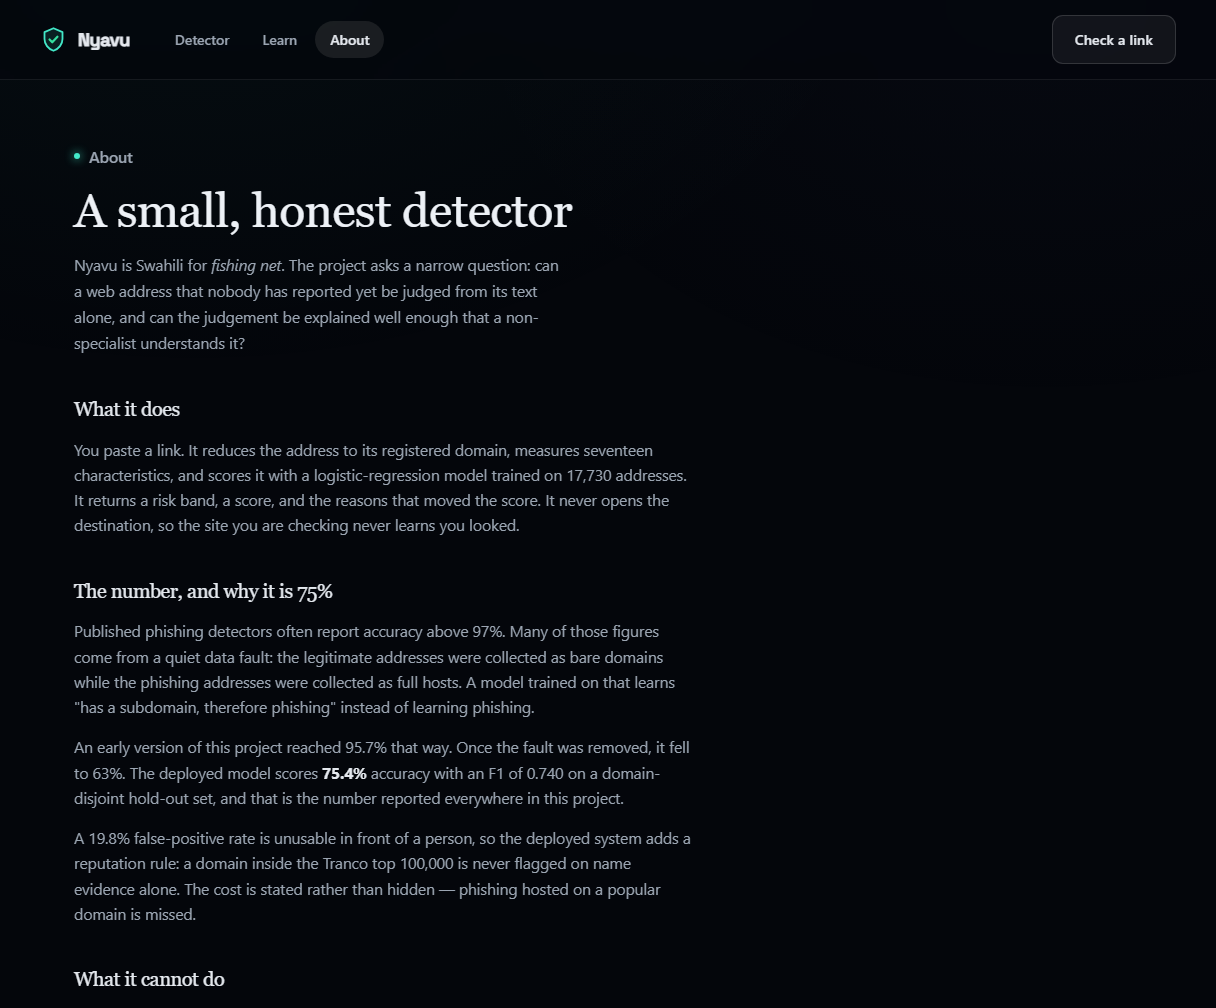 Nyavu
Detector
Learn
About
Check a link
About
A small, honest detector
Nyavu is Swahili for fishing net. The project asks a narrow question: can
a web address that nobody has reported yet be judged from its text
alone, and can the judgement be explained well enough that a non-
specialist understands it?
What it does
You paste a link. It reduces the address to its registered domain, measures seventeen
characteristics, and scores it with a logistic-regression model trained on 17,730 addresses.
It returns a risk band, a score, and the reasons that moved the score. It never opens the
destination, so the site you are checking never learns you looked.
The number, and why it is 75%
Published phishing detectors often report accuracy above 97%. Many of those figures
come from a quiet data fault: the legitimate addresses were collected as bare domains
while the phishing addresses were collected as full hosts. A model trained on that learns
"has a subdomain, therefore phishing" instead of learning phishing.
An early version of this project reached 95.7% that way. Once the fault was removed, it fell
to 63%. The deployed model scores 75.4% accuracy with an F1 of 0.740 on a domain-
disjoint hold-out set, and that is the number reported everywhere in this project.
A 19.8% false-positive rate is unusable in front of a person, so the deployed system adds a
reputation rule: a domain inside the Tranco top 100,000 is never flagged on name
evidence alone. The cost is stated rather than hidden — phishing hosted on a popular
domain is missed.
What it cannot do